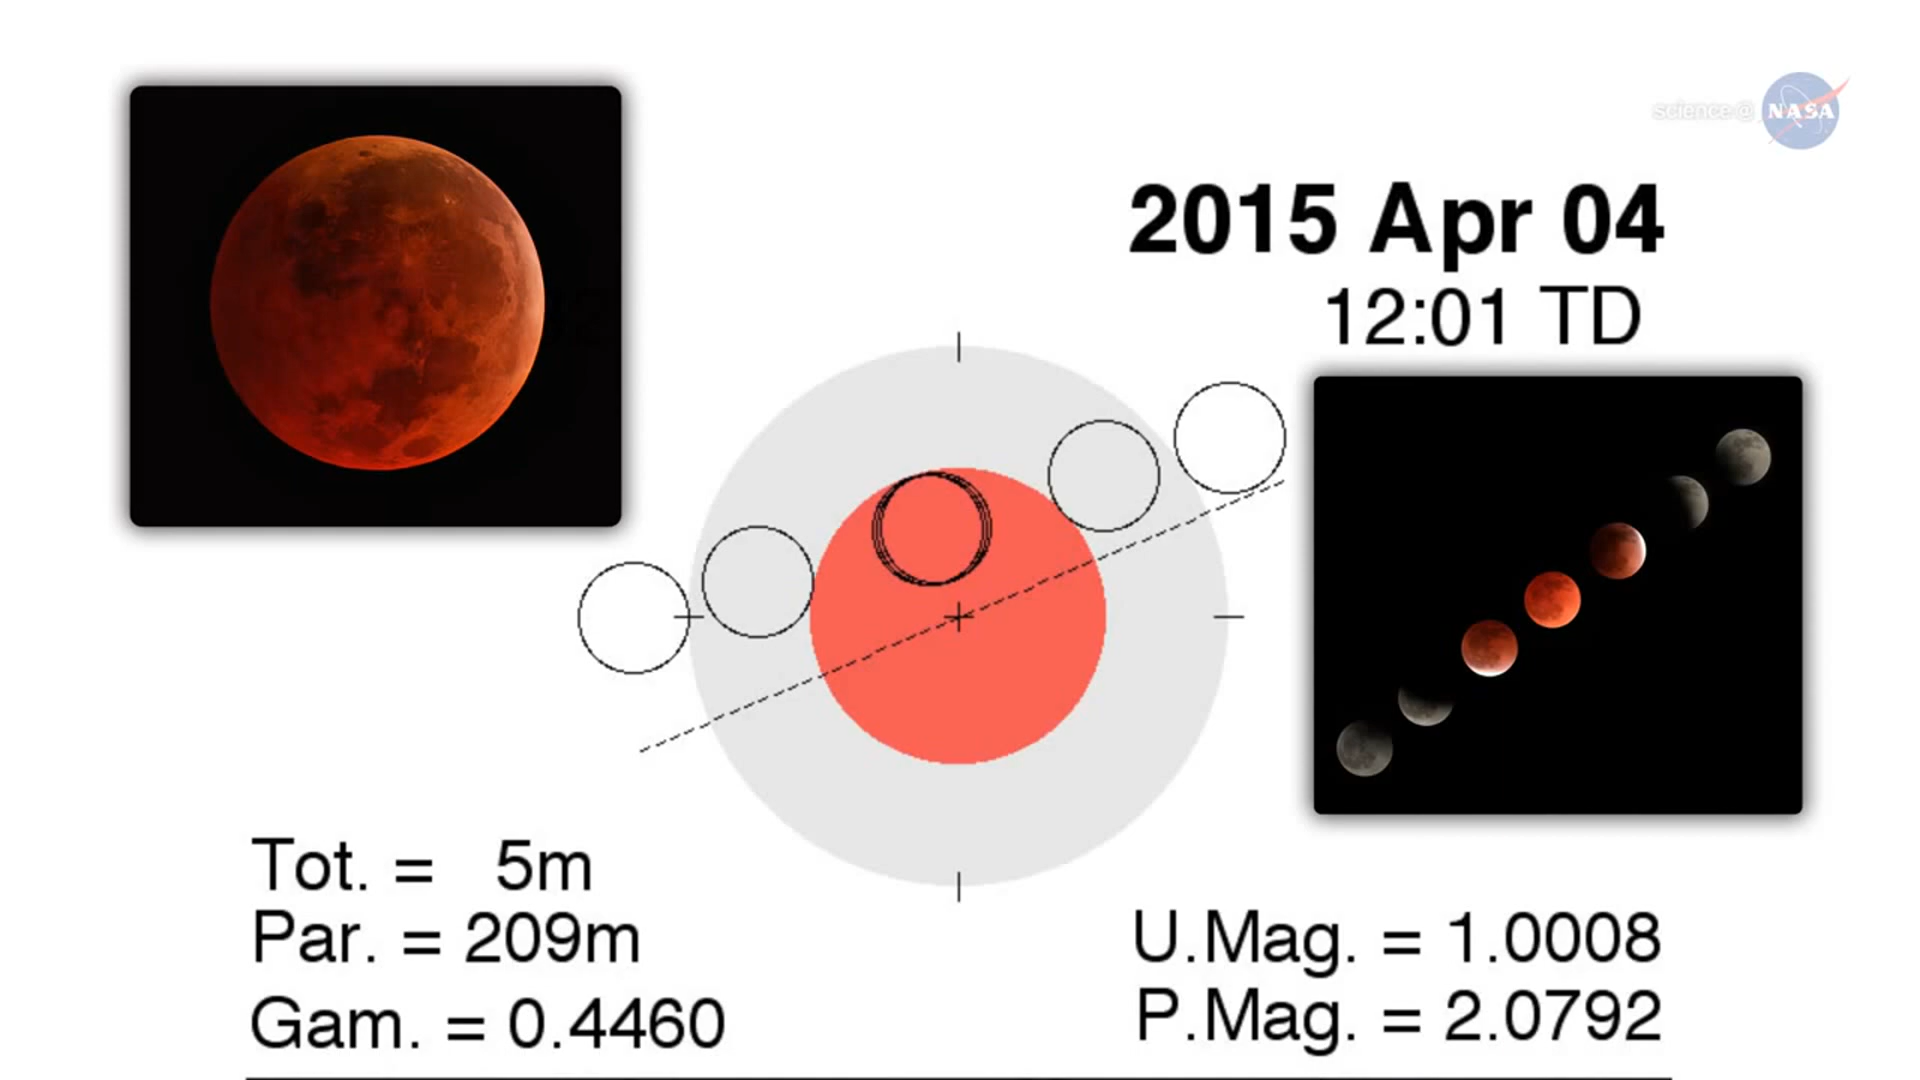 science@NASA
2015 Apr 04
12:01 TD
Tot. = 5m
Par. = 209m
Gam. = 0.4460
U.Mag. = 1.0008
P.Mag. = 2.0792